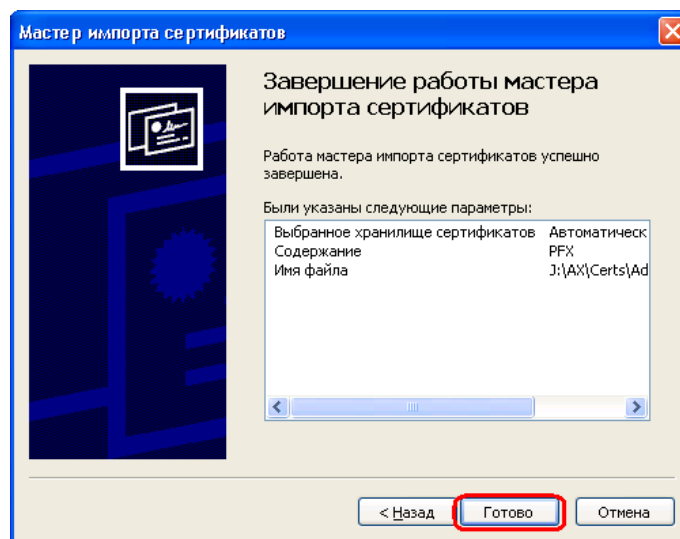 Мастер импорта сертификатов
Завершение работы мастера
импорта сертификатов
Работа мастера импорта сертификатов успешно
завершена.
Были указаны следующие параметры:
Выбранное хранилище сертификатов Автоматическ
Содержание PFX
Имя файла J:\AX\Certs\Ad
< Назад Готово Отмена